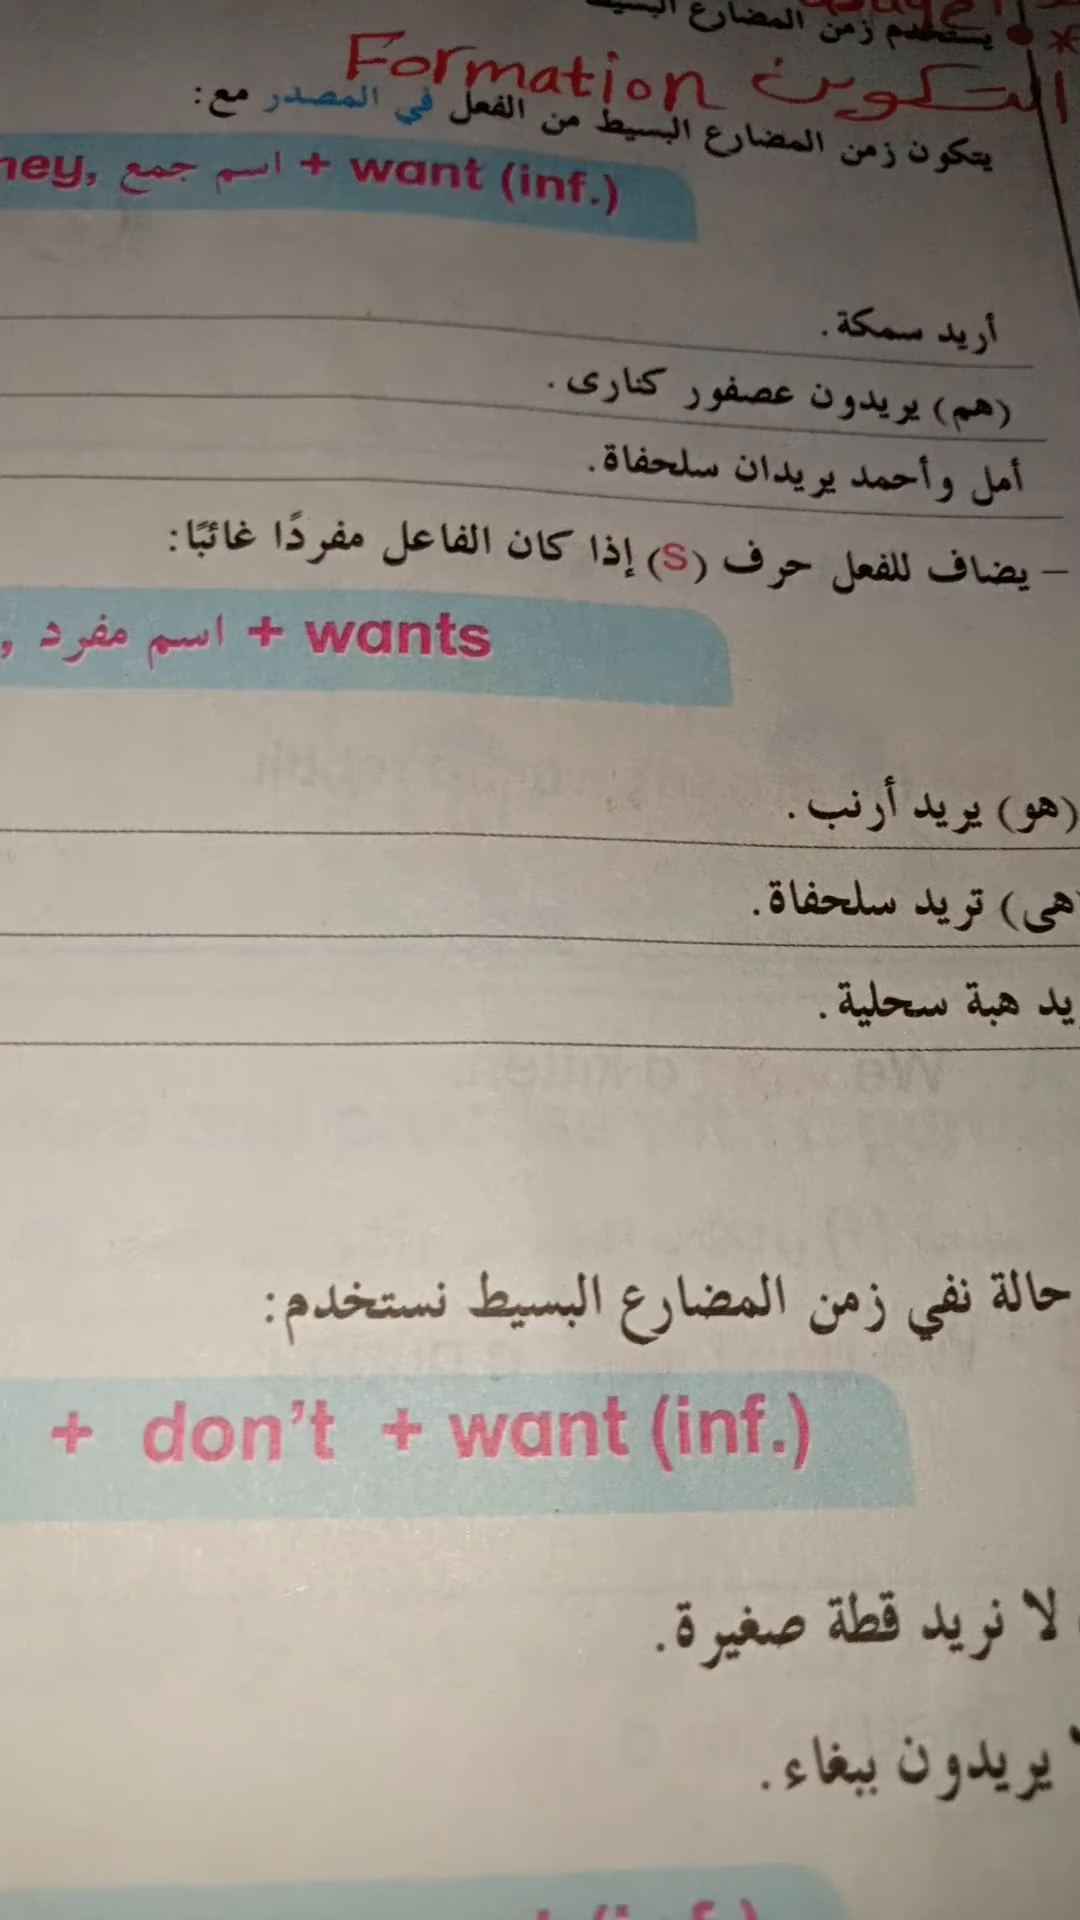 يستخدم زمن المضارع البسيط
التكوين Formation
يتكون زمن المضارع البسيط من الفعل في المصدر مع:
hey, اسم جمع + want (inf.)
أريد سمكة.
(هم) يريدون عصفور كنارى.
أمل وأحمد يريدان سلحفاة.
– يضاف للفعل حرف (s) إذا كان الفاعل مفردًا غائبًا:
, اسم مفرد + wants
(هو) يريد أرنب.
(هى) تريد سلحفاة.
يد هبة سحلية.
حالة نفي زمن المضارع البسيط نستخدم:
+ don't + want (inf.)
لا نريد قطة صغيرة.
يريدون ببغاء.